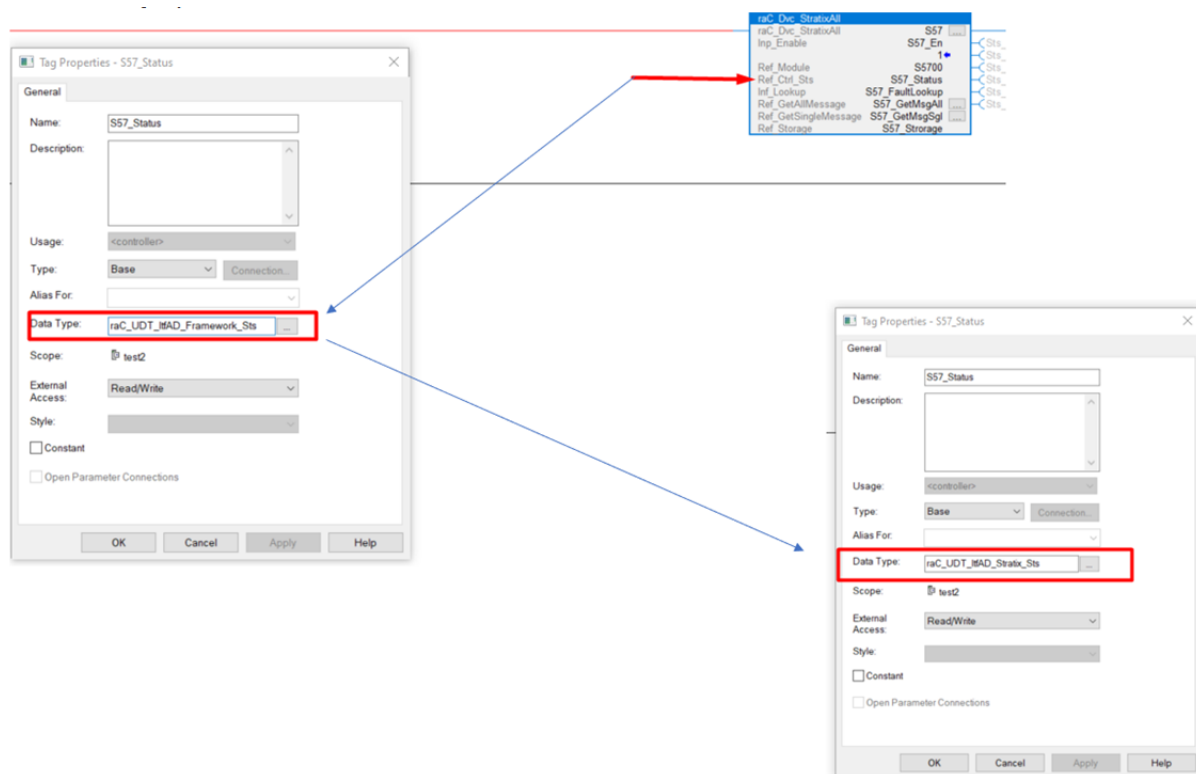 raC_Dvc_StratixAll
raC_Dvc_StratixAll S57 ...
Inp_Enable S57_En Sts_
1 Sts_
Ref_Module S5700 Sts_
Ref_Ctrl_Sts S57_Status Sts_
Inf_Lookup S57_FaultLookup Sts_
Ref_GetAllMessage S57_GetMsgAll ... Sts_
Ref_GetSingleMessage S57_GetMsgSgl ...
Ref_Storage S57_Strorage
Tag Properties - S57_Status
General
Name: S57_Status
Description:
Usage: <controller>
Type: Base Connection...
Alias For:
Data Type: raC_UDT_ItfAD_Framework_Sts ...
Scope: test2
External Access: Read/Write
Style:
Constant
Open Parameter Connections
OK Cancel Apply Help
Tag Properties - S57_Status
General
Name: S57_Status
Description:
Usage: <controller>
Type: Base Connection...
Alias For:
Data Type: raC_UDT_ItfAD_Stratix_Sts ...
Scope: test2
External Access: Read/Write
Style:
Constant
Open Parameter Connections
OK Cancel Apply Help